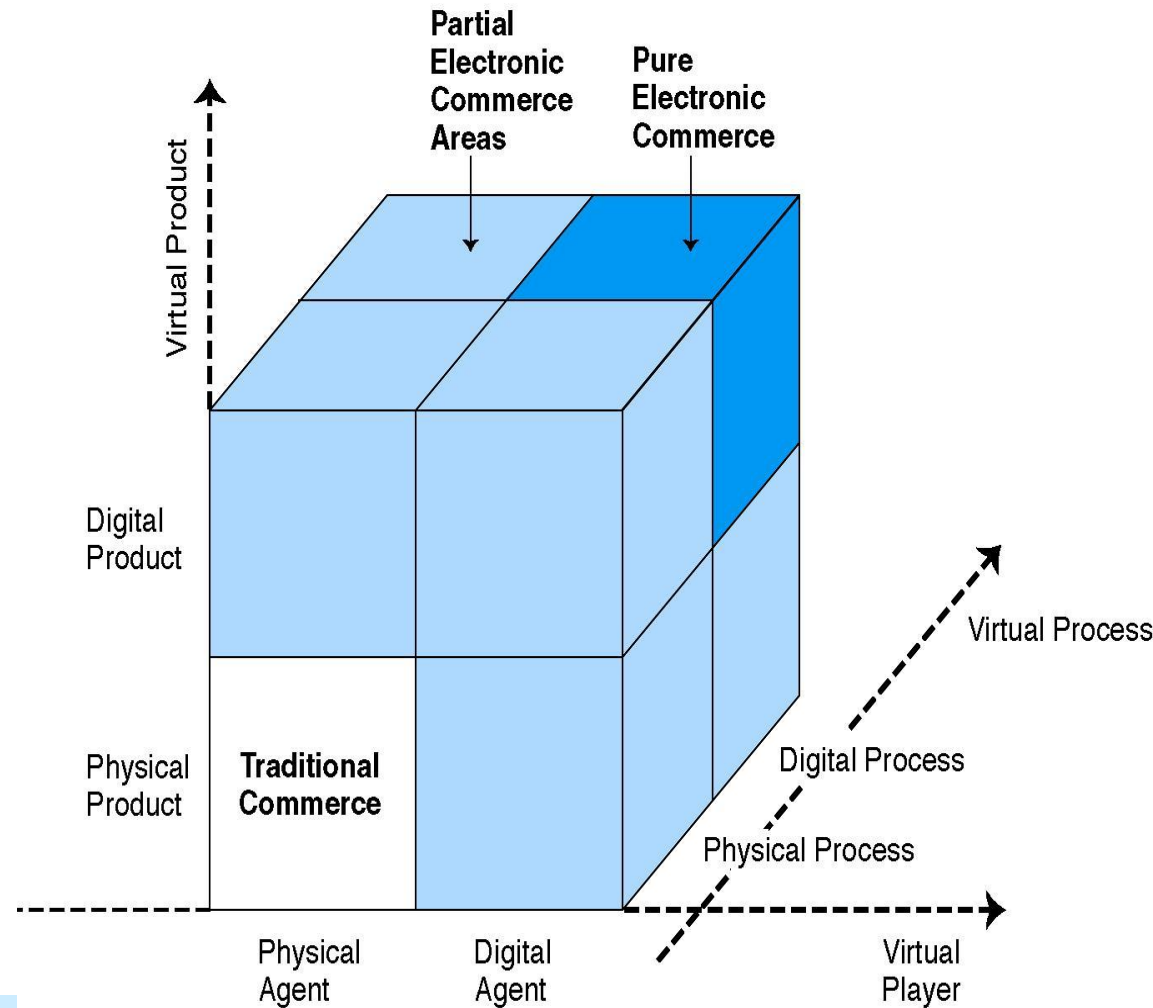 Partial
Electronic
Commerce
Areas
Pure
Electronic
Commerce
Virtual Product
Digital
Product
Physical
Product
Traditional
Commerce
Virtual Process
Digital Process
Physical Process
Physical
Agent
Digital
Agent
Virtual
Player